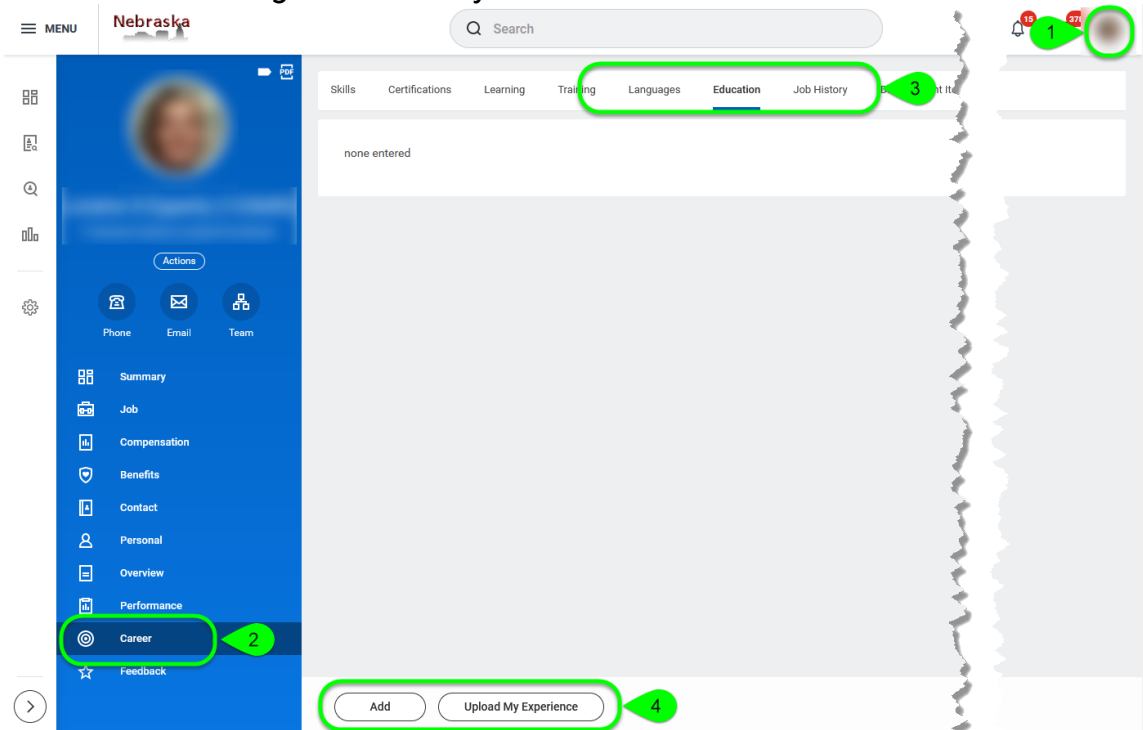 MENU
Nebraska
Search
15
1
PDF
Skills Certifications Learning Training Languages Education Job History
3
none entered
Actions
Phone Email Team
Summary
Job
Compensation
Benefits
Contact
Personal
Overview
Performance
Career
2
Feedback
Add Upload My Experience
4